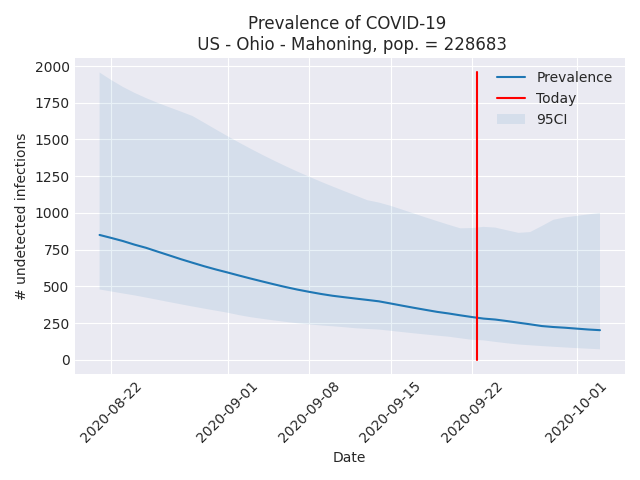 Prevalence of COVID-19
US - Ohio - Mahoning, pop. = 228683
Prevalence
Today
95CI
2000
1750
1500
1250
1000
750
500
250
0
# undetected infections
2020-08-22
2020-09-01
2020-09-08
2020-09-15
2020-09-22
2020-10-01
Date